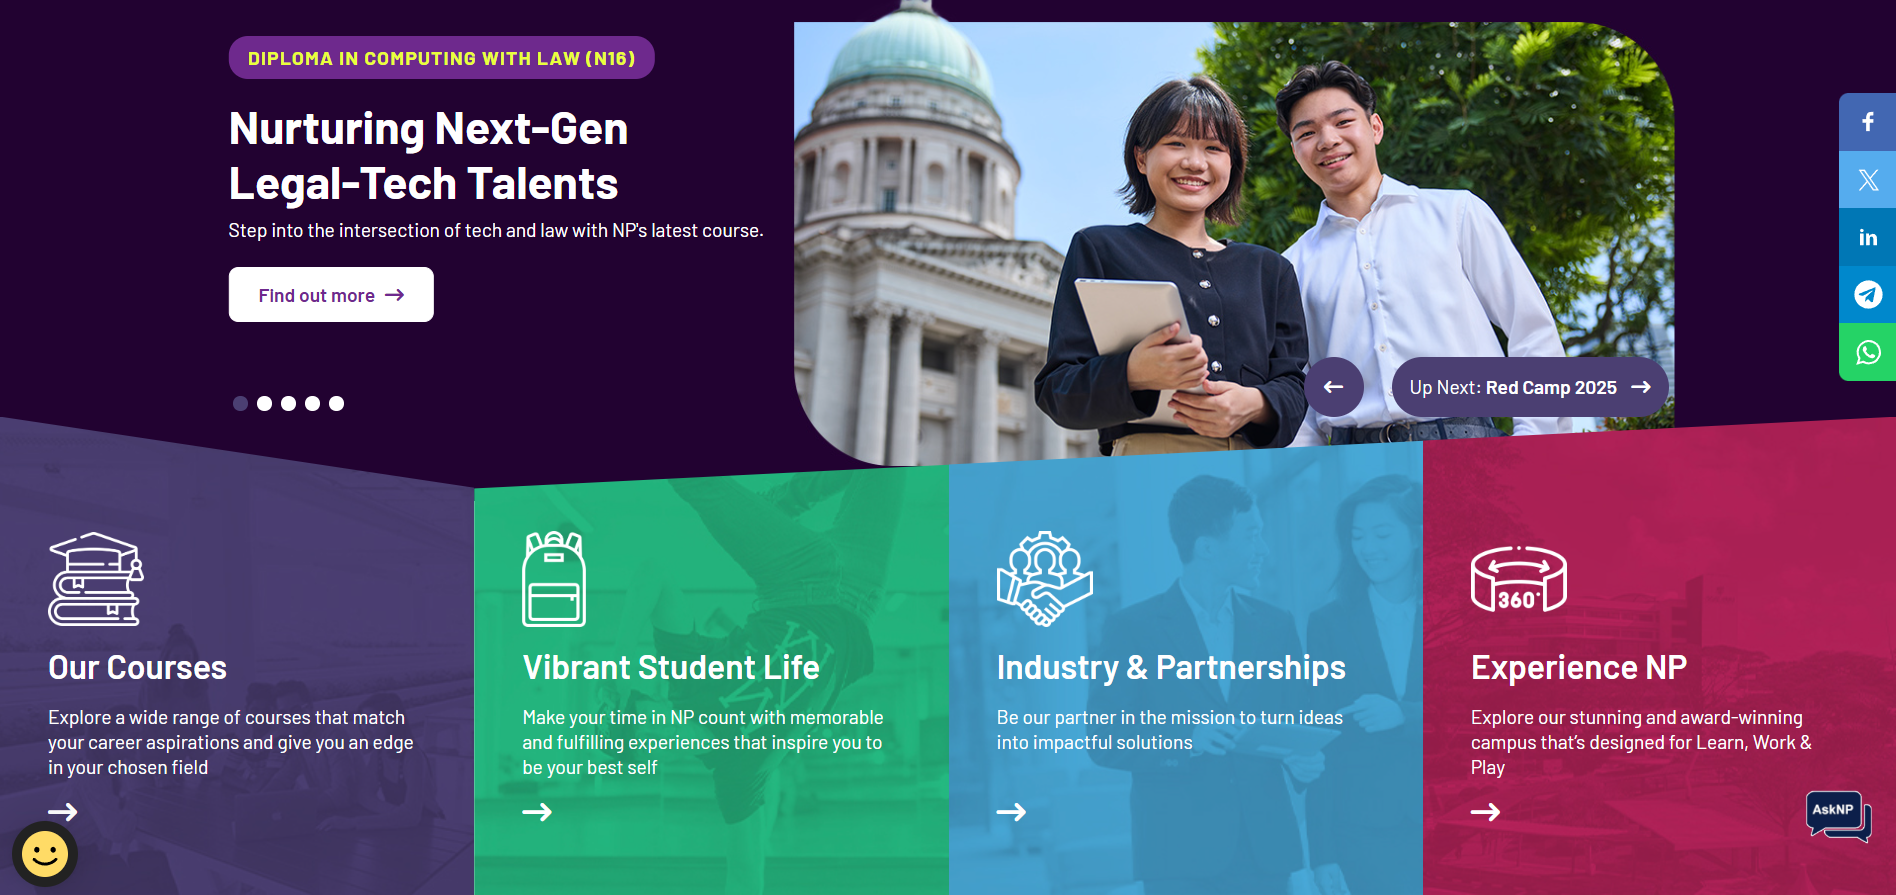 DIPLOMA IN COMPUTING WITH LAW (N16)
Nurturing Next-Gen
Legal-Tech Talents
Step into the intersection of tech and law with NP's latest course.
Find out more
Up Next: Red Camp 2025
Our Courses
Explore a wide range of courses that match
your career aspirations and give you an edge
in your chosen field
Vibrant Student Life
Make your time in NP count with memorable
and fulfilling experiences that inspire you to
be your best self
Industry & Partnerships
Be our partner in the mission to turn ideas
into impactful solutions
360°
Experience NP
Explore our stunning and award-winning
campus that’s designed for Learn, Work &
Play
AskNP